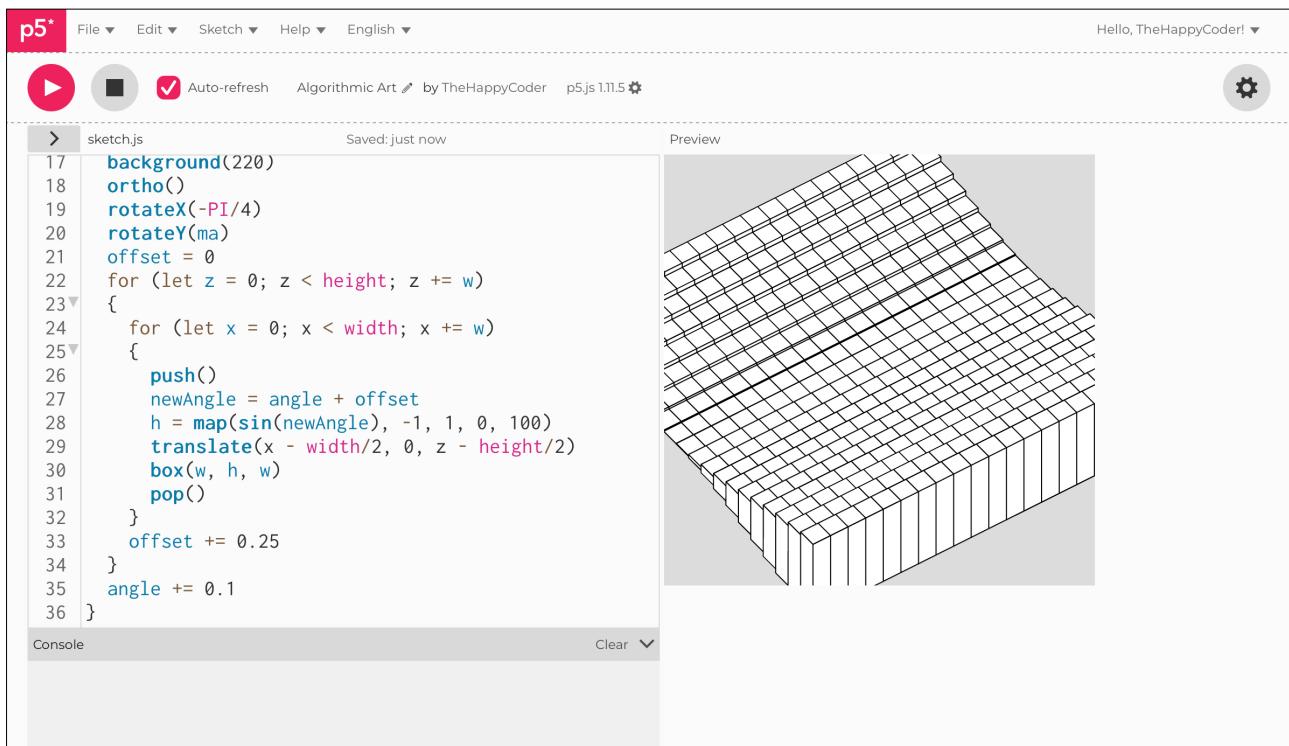 p5* File Edit Sketch Help English Hello, TheHappyCoder!
Auto-refresh Algorithmic Art by TheHappyCoder p5.js 1.11.5
sketch.js Saved: just now Preview
17 background(220)
18 ortho()
19 rotateX(-PI/4)
20 rotateY(ma)
21 offset = 0
22 for (let z = 0; z < height; z += w)
23 {
24 for (let x = 0; x < width; x += w)
25 {
26 push()
27 newAngle = angle + offset
28 h = map(sin(newAngle), -1, 1, 0, 100)
29 translate(x - width/2, 0, z - height/2)
30 box(w, h, w)
31 pop()
32 }
33 offset += 0.25
34 }
35 angle += 0.1
36 }
Console Clear